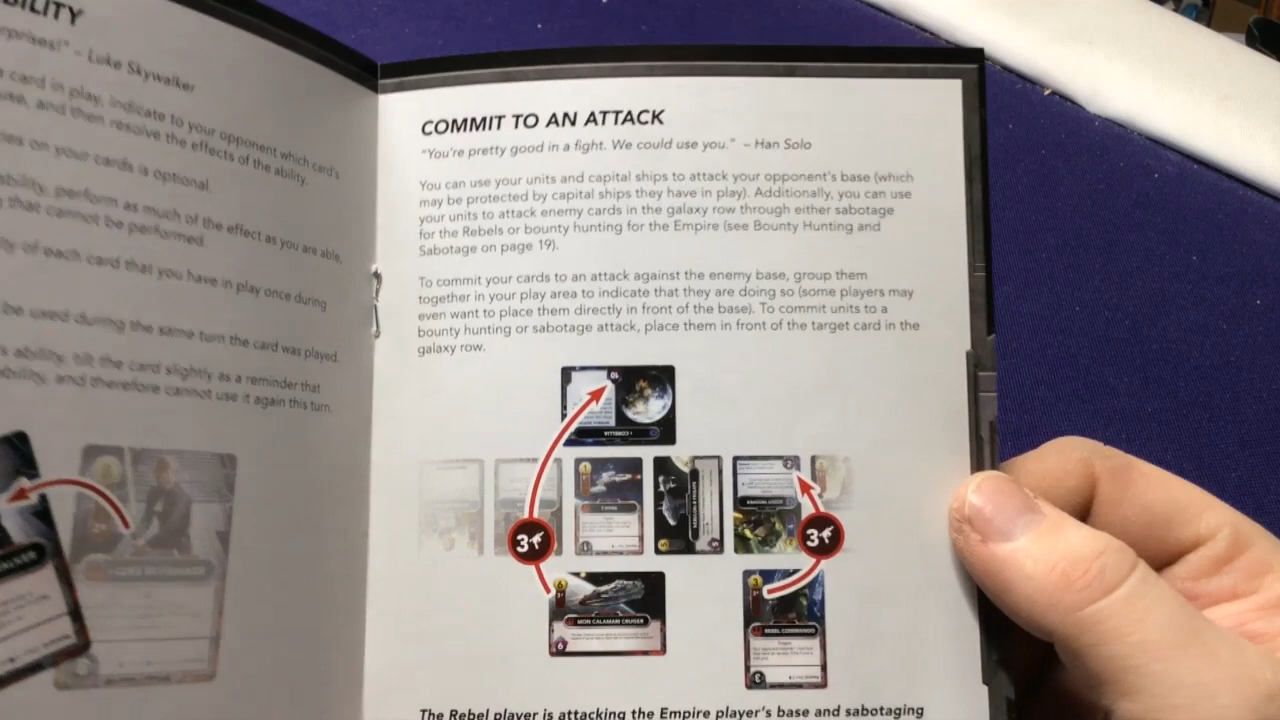 BILITY
rprises!" – Luke Skywalker
card in play, indicate to your opponent which card's
use, and then resolve the effects of the ability.
ies on your cards is optional.
ability, perform as much of the effect as you are able,
that cannot be performed.
ty of each card that you have in play once during
be used during the same turn the card was played.
s ability, tilt the card slightly as a reminder that
ability, and therefore cannot use it again this turn.
COMMIT TO AN ATTACK
"You're pretty good in a fight. We could use you." – Han Solo
You can use your units and capital ships to attack your opponent's base (which
may be protected by capital ships they have in play). Additionally, you can use
your units to attack enemy cards in the galaxy row through either sabotage
for the Rebels or bounty hunting for the Empire (see Bounty Hunting and
Sabotage on page 19).
To commit your cards to an attack against the enemy base, group them
together in your play area to indicate that they are doing so (some players may
even want to place them directly in front of the base). To commit units to a
bounty hunting or sabotage attack, place them in front of the target card in the
galaxy row.
CORELLIA
3
3
MON CALAMARI CRUISER
REBEL COMMANDO
The Rebel player is attacking the Empire player's base and sabotaging